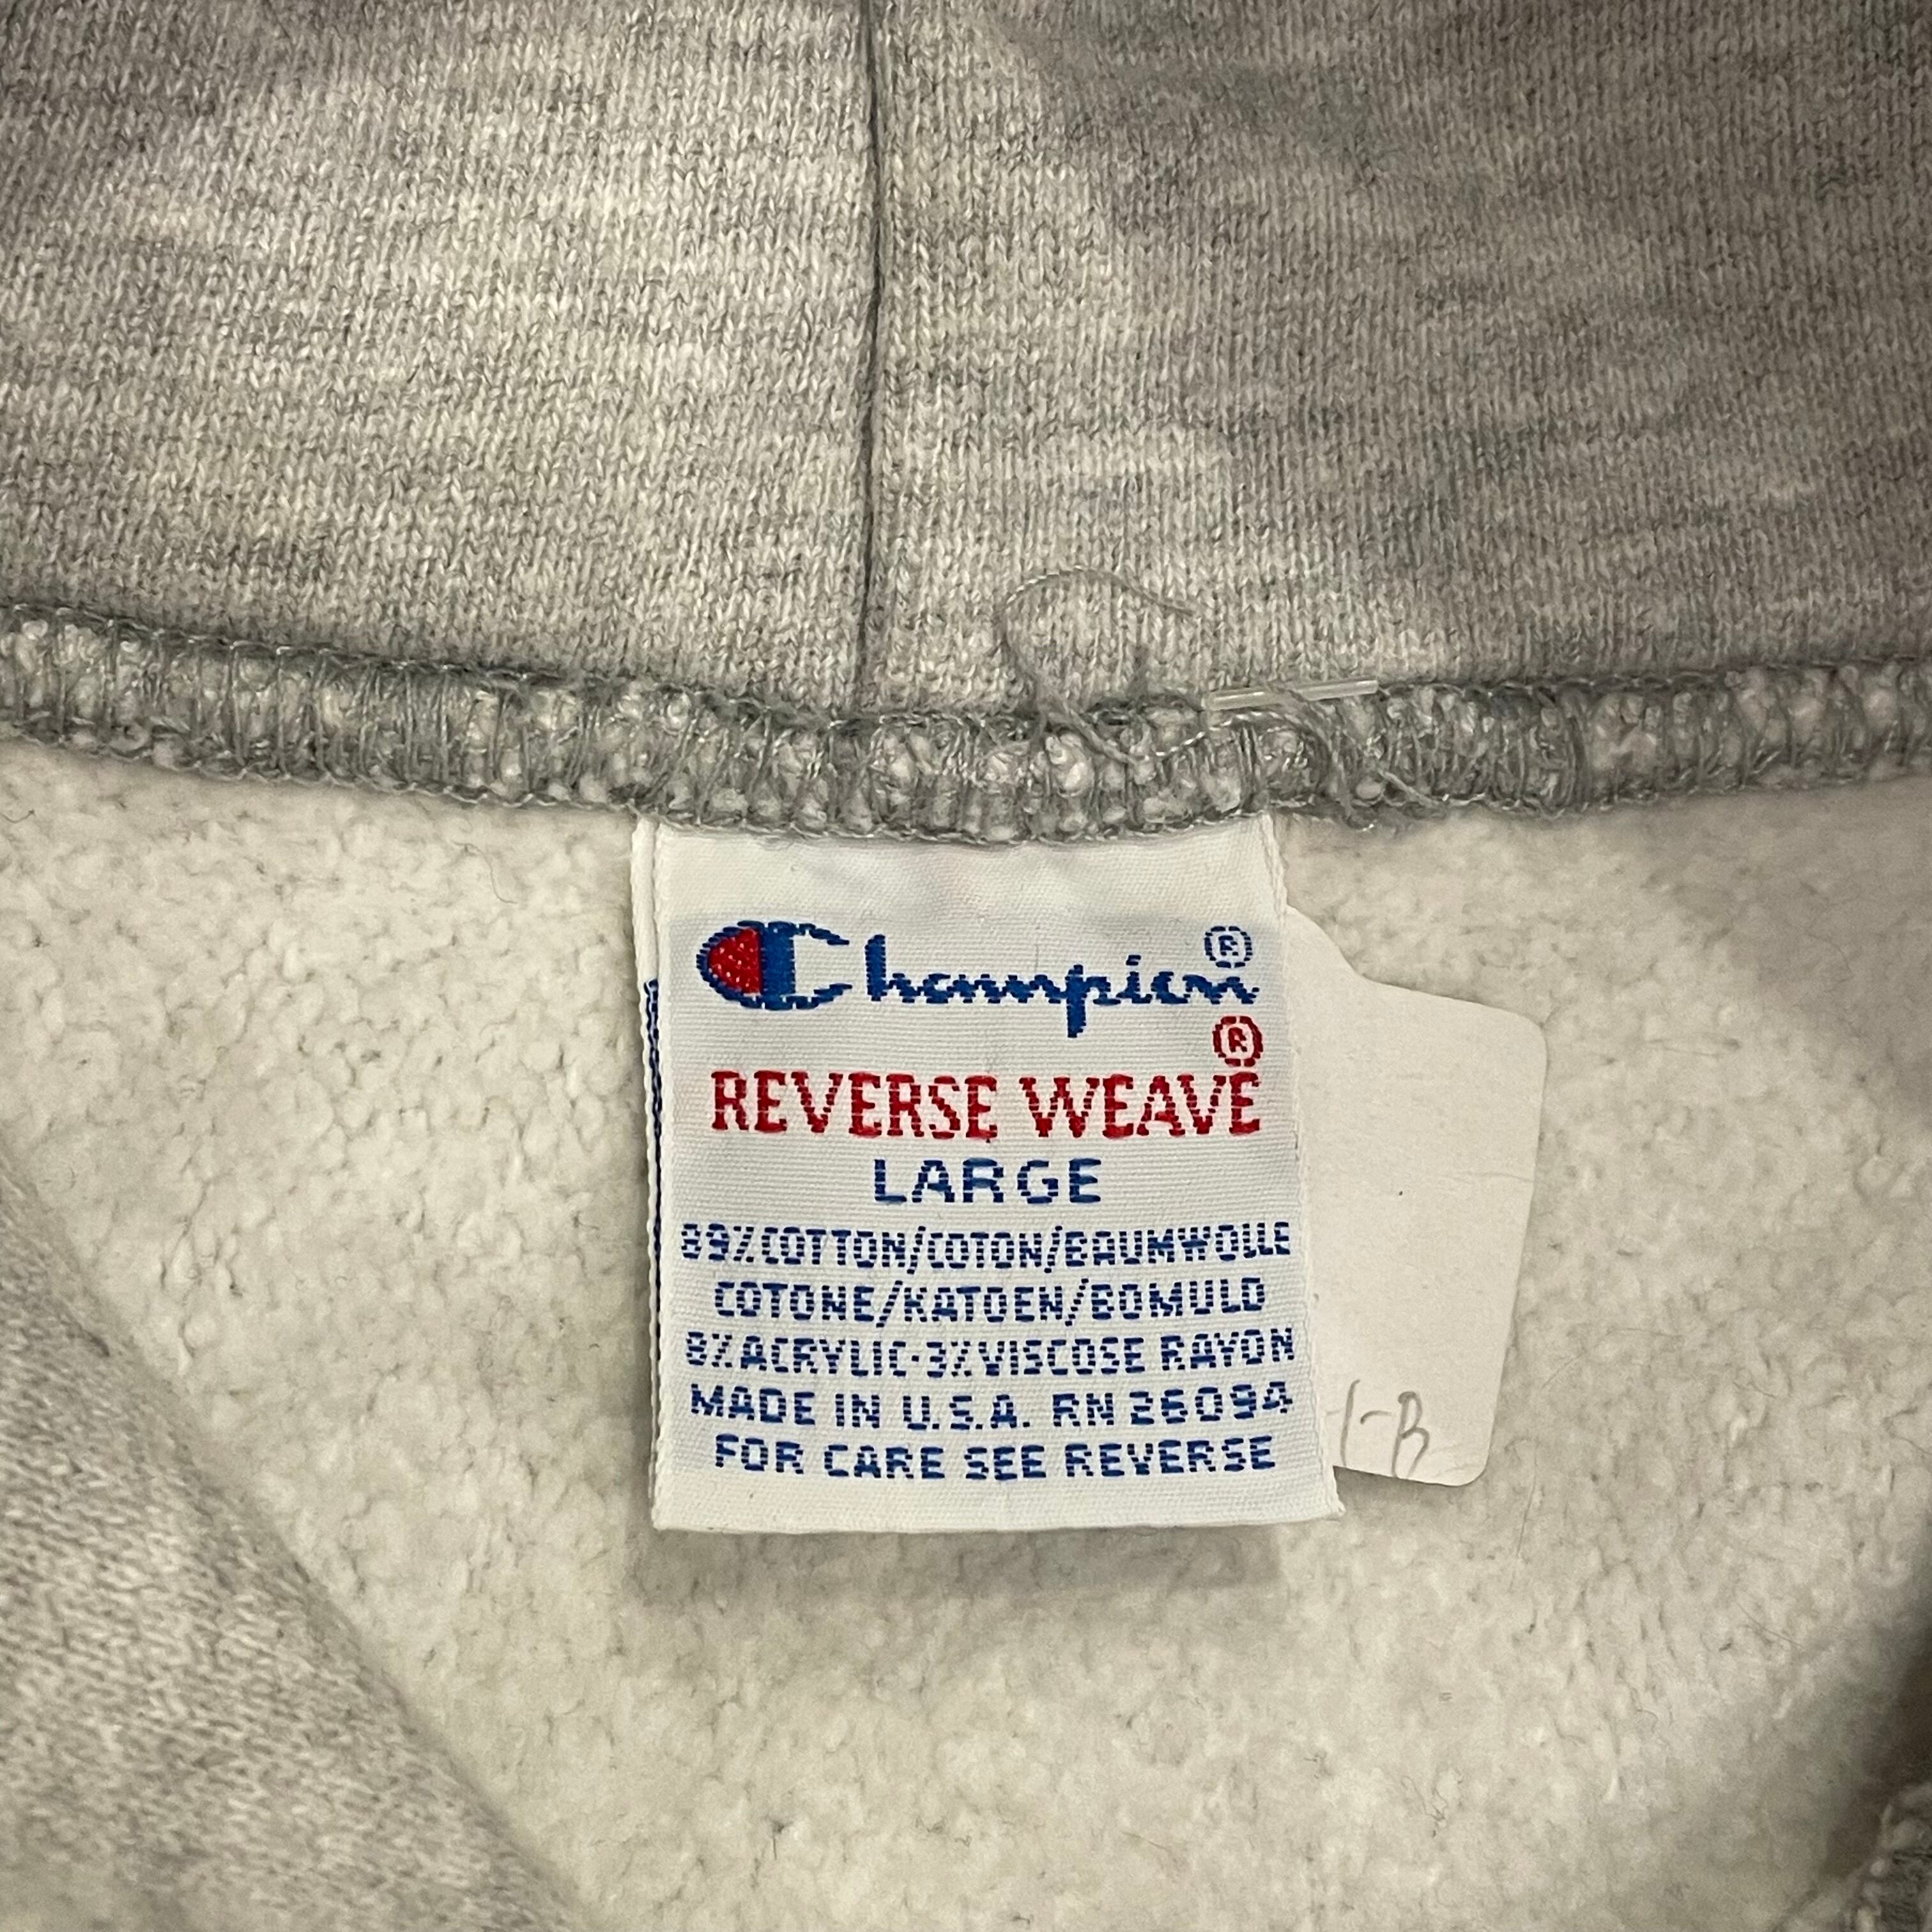 Champion®
REVERSE WEAVE®
LARGE
89% COTTON/COTON/BAUMWOLLE
COTONE/KATOEN/BOMULD
8% ACRYLIC·3% VISCOSE RAYON
MADE IN U.S.A. RN 26094
FOR CARE SEE REVERSE
-B